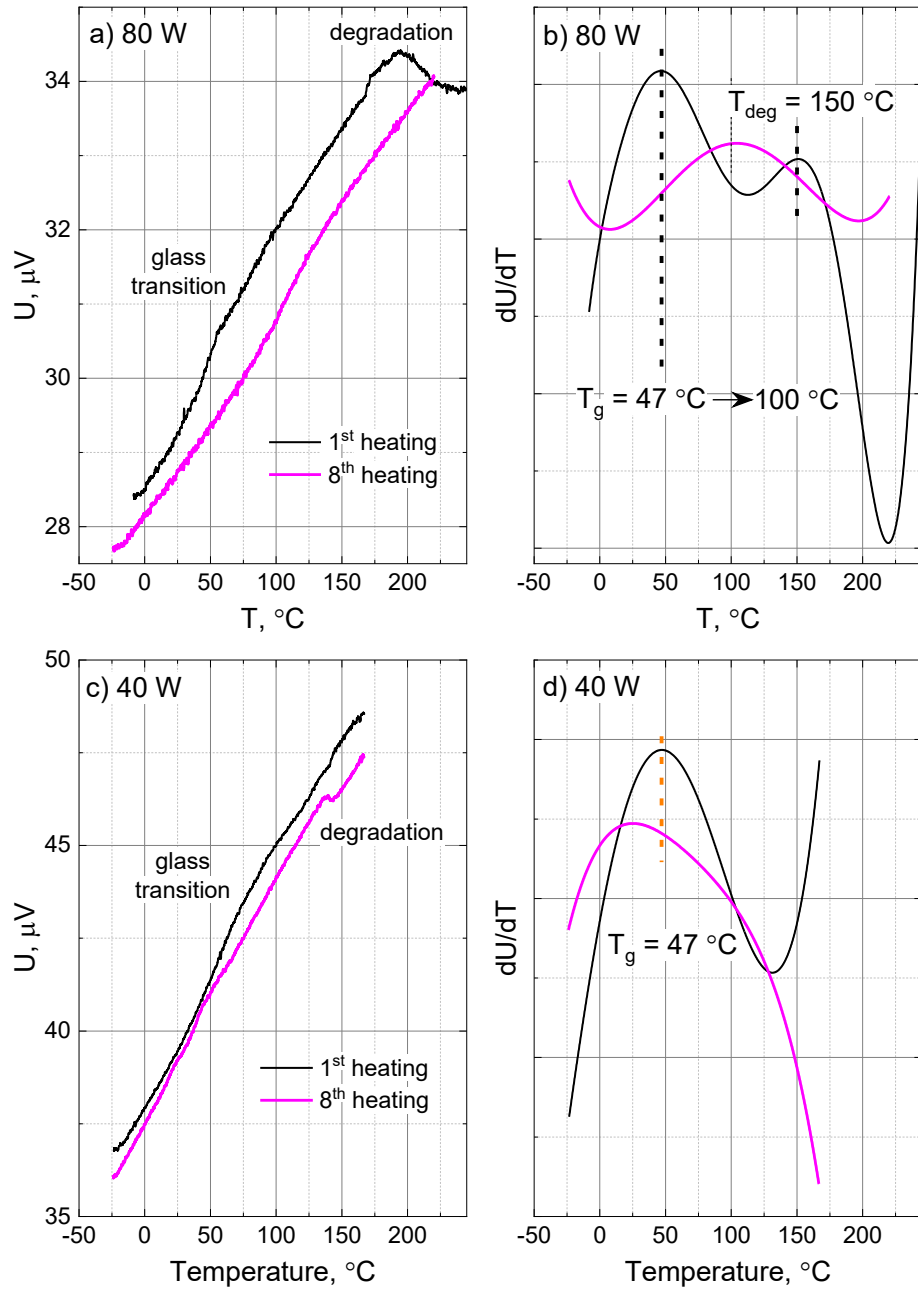 a) 80 W
degradation
34
32
30
28
U, μV
glass
transition
1st heating
8th heating
-50 0 50 100 150 200
T, °C
b) 80 W
Tdeg = 150 °C
Tg = 47 °C 100 °C
dU/dT
-50 0 50 100 150 200
T, °C
c) 40 W
50
45
40
35
U, μV
glass
transition
degradation
1st heating
8th heating
-50 0 50 100 150 200
Temperature, °C
d) 40 W
Tg = 47 °C
dU/dT
-50 0 50 100 150 200
Temperature, °C